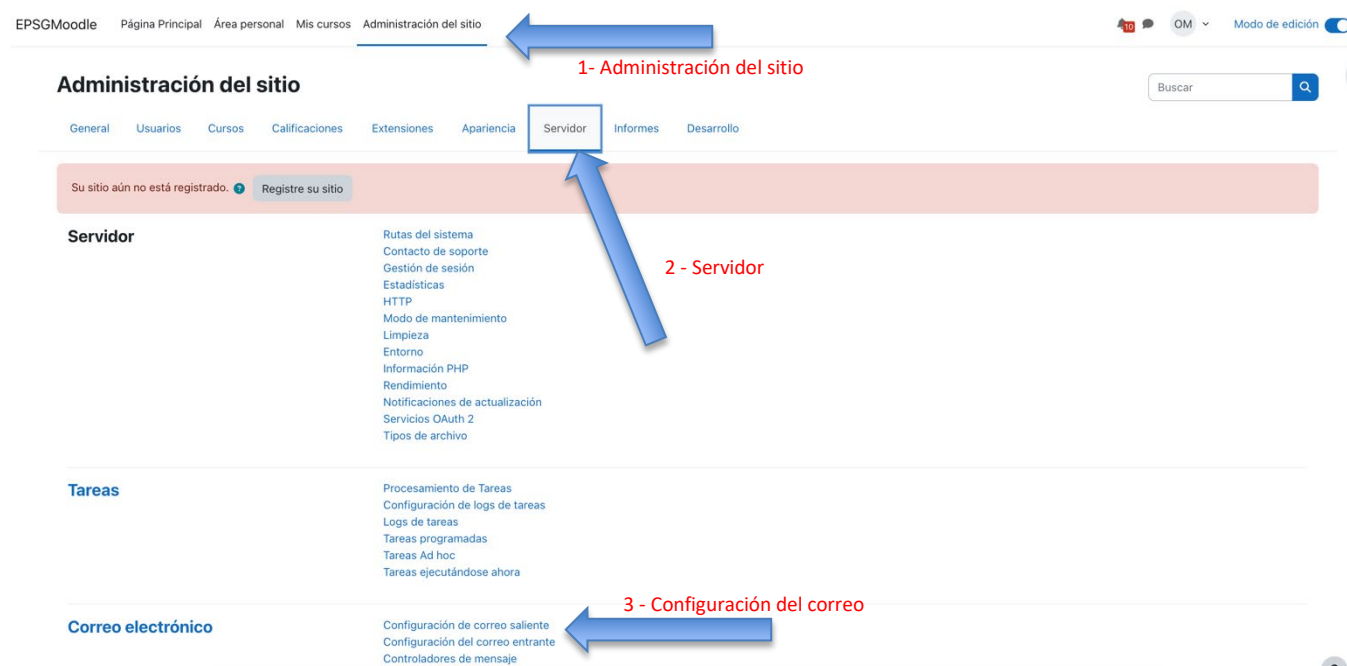 EPSGMoodle Página Principal Área personal Mis cursos Administración del sitio 10 OM Modo de edición
1- Administración del sitio
Administración del sitio
Buscar
General Usuarios Cursos Calificaciones Extensiones Apariencia Servidor Informes Desarrollo
Su sitio aún no está registrado. ? Registre su sitio
Servidor
Rutas del sistema
Contacto de soporte
Gestión de sesión
2 - Servidor
Estadísticas
HTTP
Modo de mantenimiento
Limpieza
Entorno
Información PHP
Rendimiento
Notificaciones de actualización
Servicios OAuth 2
Tipos de archivo
Tareas
Procesamiento de Tareas
Configuración de logs de tareas
Logs de tareas
Tareas programadas
Tareas Ad hoc
Tareas ejecutándose ahora
3 - Configuración del correo
Correo electrónico
Configuración de correo saliente
Configuración del correo entrante
Controladores de mensaje